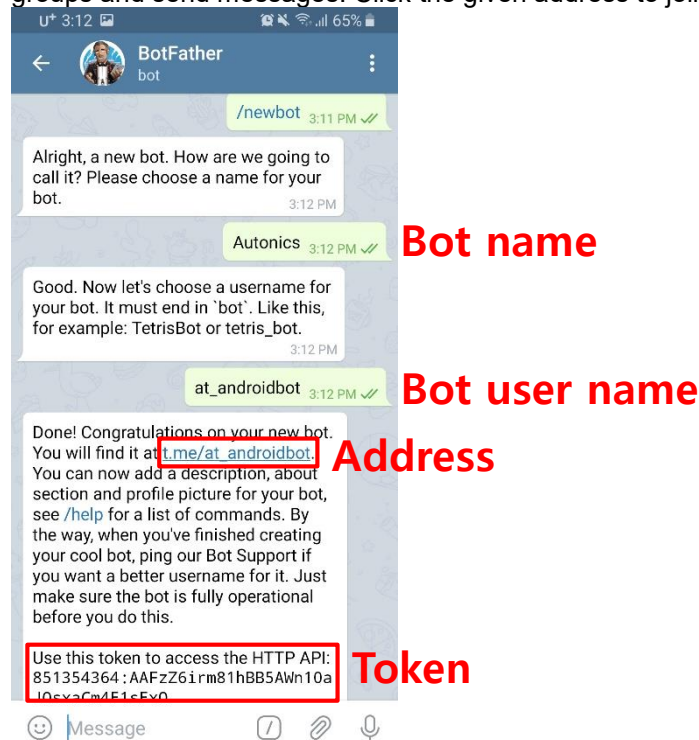 groups and send messages. Click the given address to join
U+ 3:12 65%
BotFather
bot
/newbot 3:11 PM
Alright, a new bot. How are we going to
call it? Please choose a name for your
bot.
3:12 PM
Autonics 3:12 PM
Bot name
Good. Now let's choose a username for
your bot. It must end in `bot`. Like this,
for example: TetrisBot or tetris_bot.
3:12 PM
at_androidbot 3:12 PM
Bot user name
Done! Congratulations on your new bot.
You will find it at t.me/at_androidbot.
Address
You can now add a description, about
section and profile picture for your bot,
see /help for a list of commands. By
the way, when you've finished creating
your cool bot, ping our Bot Support if
you want a better username for it. Just
make sure the bot is fully operational
before you do this.
Use this token to access the HTTP API:
Token
851354364:AAFzZ6irm81hBB5AWn10a
Message